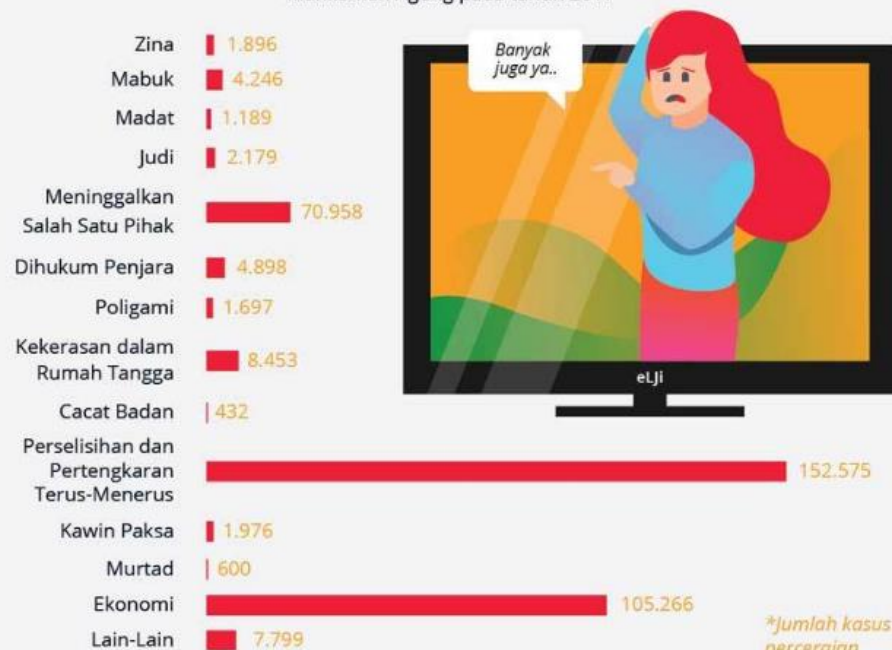 Zina 1.896
Mabuk 4.246
Madat 1.189
Judi 2.179
Meninggalkan
Salah Satu Pihak 70.958
Dihukum Penjara 4.898
Poligami 1.697
Kekerasan dalam
Rumah Tangga 8.453
Cacat Badan 432
Perselisihan dan
Pertengkaran
Terus-Menerus 152.575
Kawin Paksa 1.976
Murtad 600
Ekonomi 105.266
Lain-Lain 7.799
Banyak
juga ya..
eLJi
*Jumlah kasus
perceraian